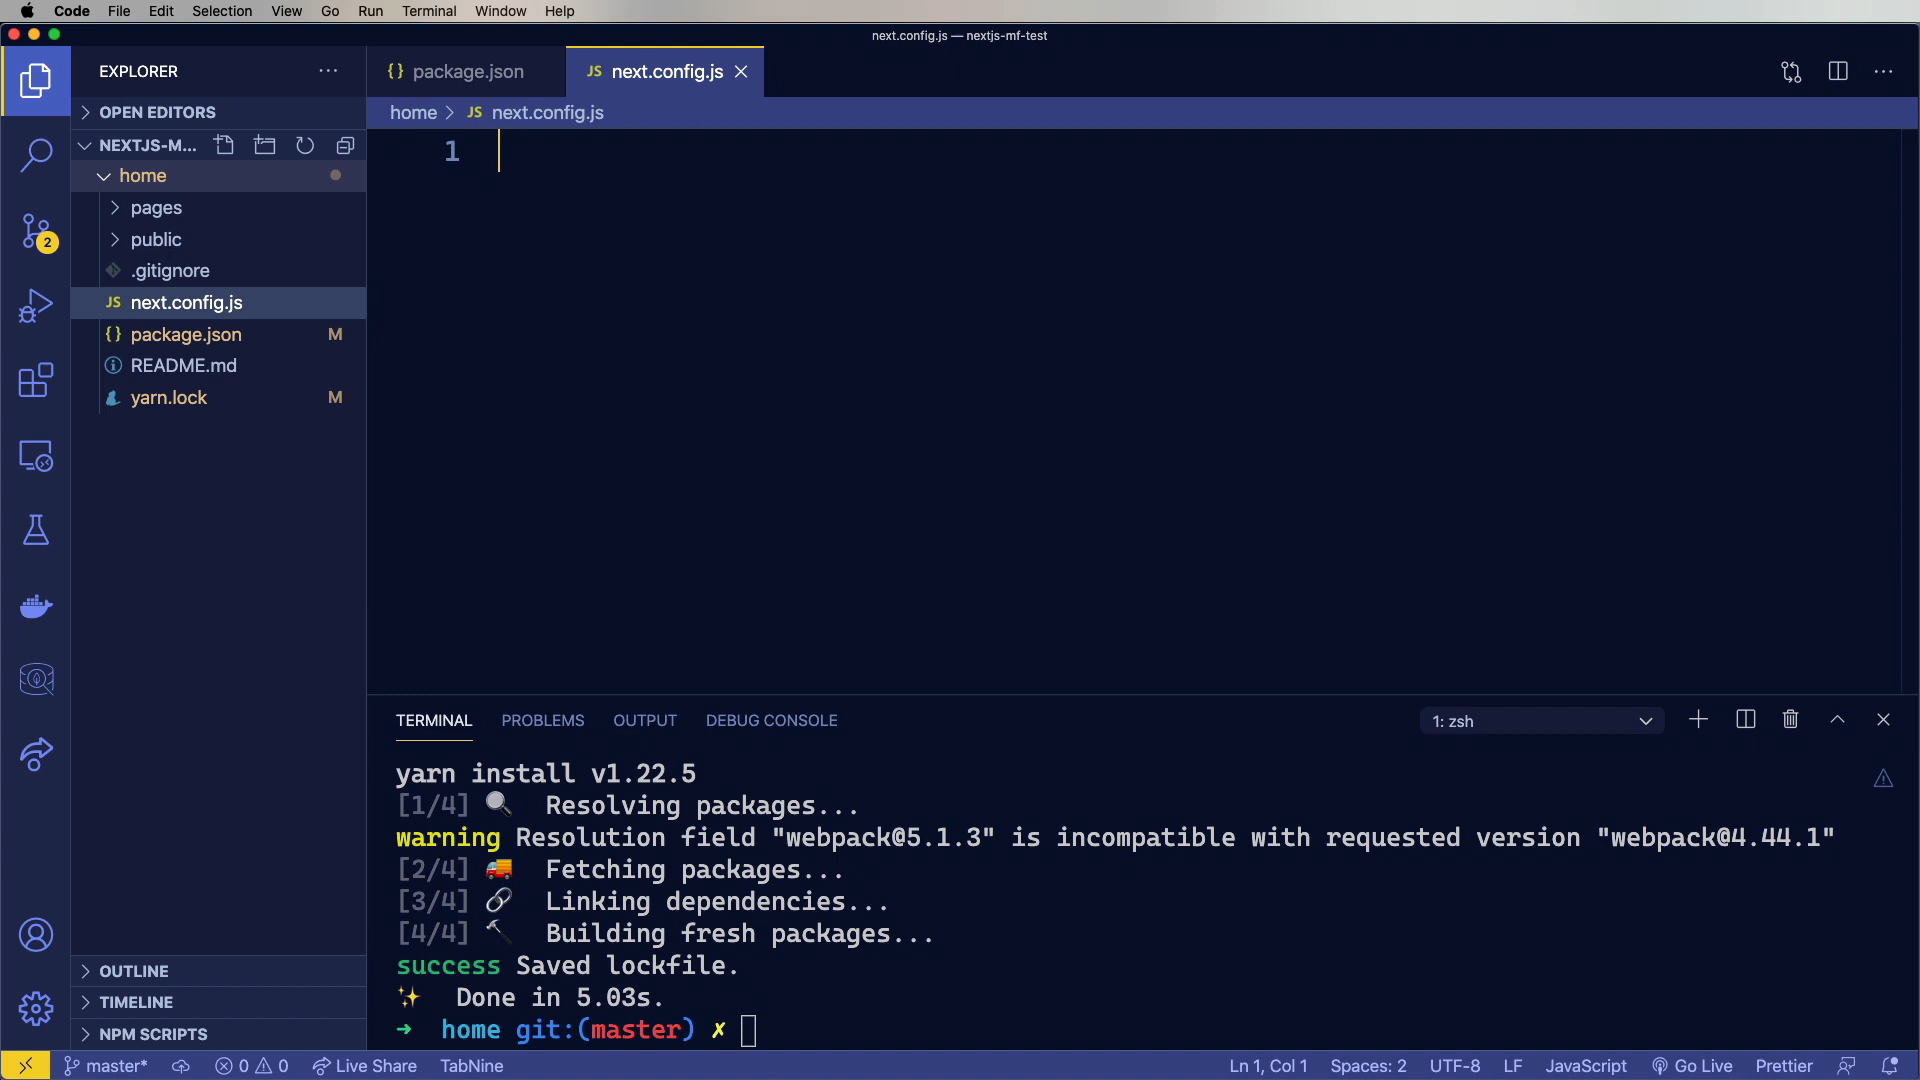 Code File Edit Selection View Go Run Terminal Window Help
next.config.js — nextjs-mf-test
EXPLORER
{} package.json
JS next.config.js
OPEN EDITORS
home > JS next.config.js
NEXTJS-M...
1
home
pages
public
.gitignore
JS next.config.js
{} package.json M
README.md
yarn.lock M
2
OUTLINE
TIMELINE
NPM SCRIPTS
TERMINAL PROBLEMS OUTPUT DEBUG CONSOLE
1: zsh
yarn install v1.22.5
[1/4] 🔍 Resolving packages...
warning Resolution field "webpack@5.1.3" is incompatible with requested version "webpack@4.44.1"
[2/4] 🚚 Fetching packages...
[3/4] 🔗 Linking dependencies...
[4/4] 🔨 Building fresh packages...
success Saved lockfile.
✨ Done in 5.03s.
➜ home git:(master) ✗
master* 0 0 Live Share TabNine Ln 1, Col 1 Spaces: 2 UTF-8 LF JavaScript Go Live Prettier